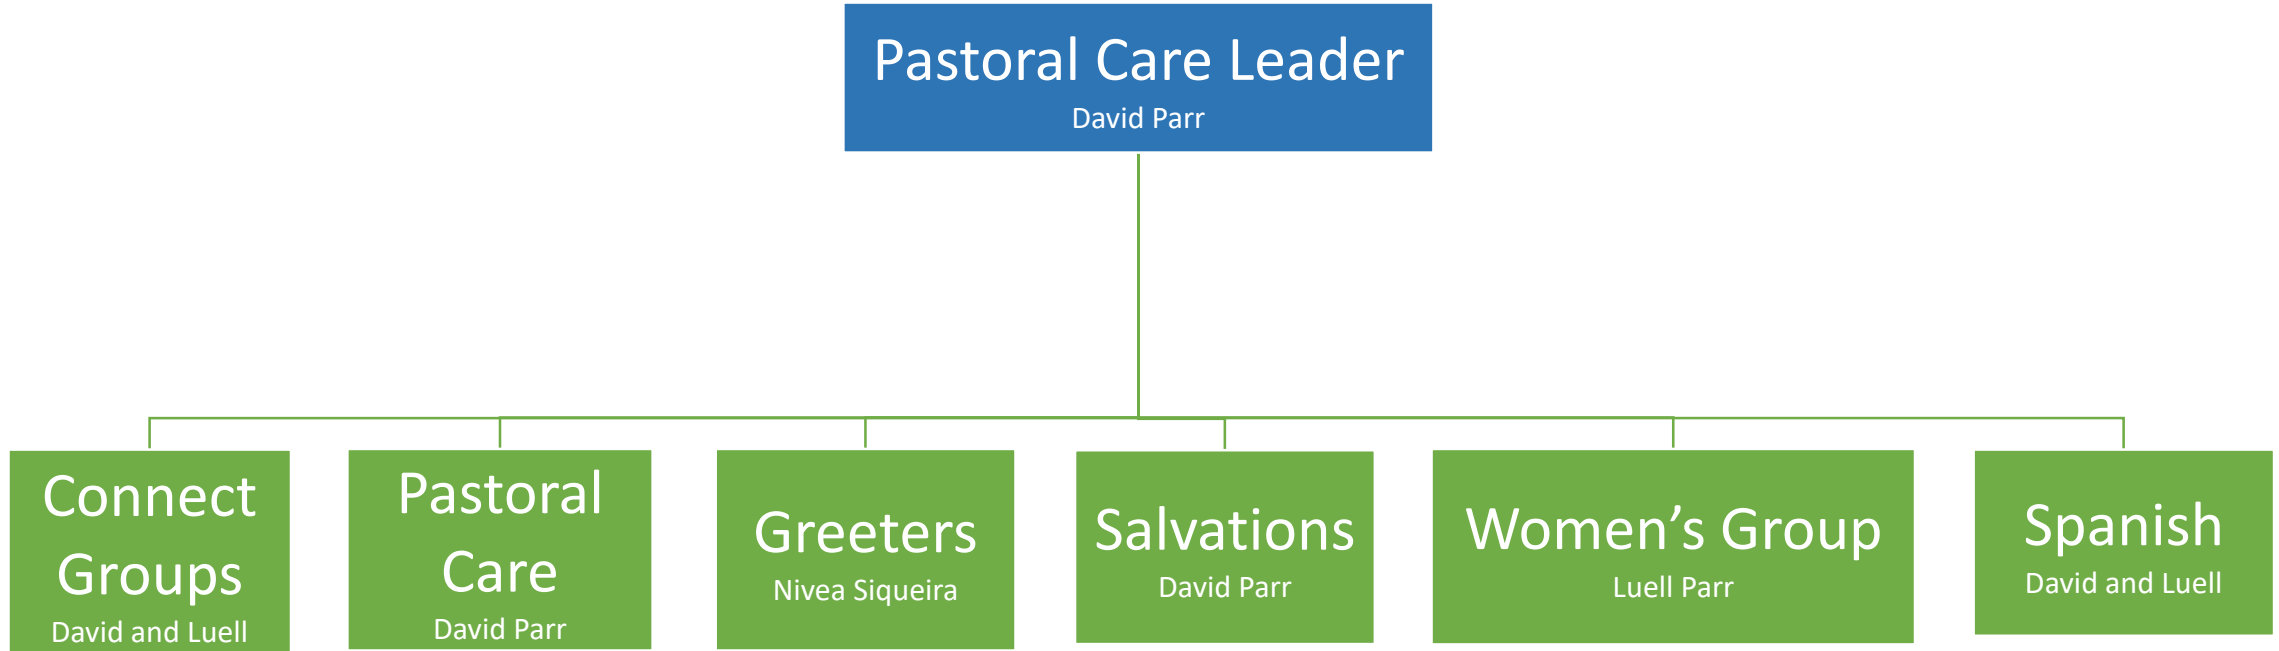 Pastoral Care Leader
David Parr
Connect
Groups
David and Luell
Pastoral
Care
David Parr
Greeters
Nivea Siqueira
Salvations
David Parr
Women’s Group
Luell Parr
Spanish
David and Luell